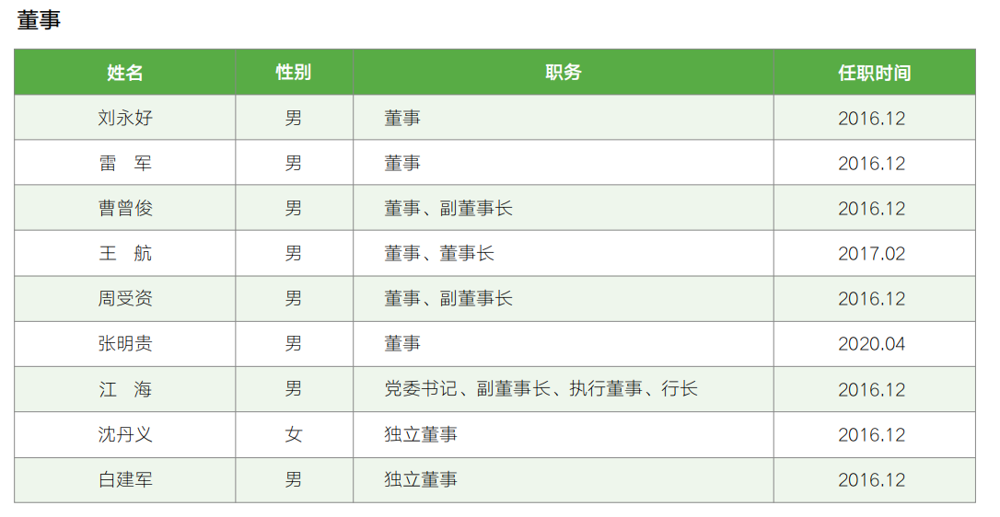 董事
姓名 性别 职务 任职时间
刘永好 男 董事 2016.12
雷 军 男 董事 2016.12
曹曾俊 男 董事、副董事长 2016.12
王 航 男 董事、董事长 2017.02
周受资 男 董事、副董事长 2016.12
张明贵 男 董事 2020.04
江 海 男 党委书记、副董事长、执行董事、行长 2016.12
沈丹义 女 独立董事 2016.12
白建军 男 独立董事 2016.12